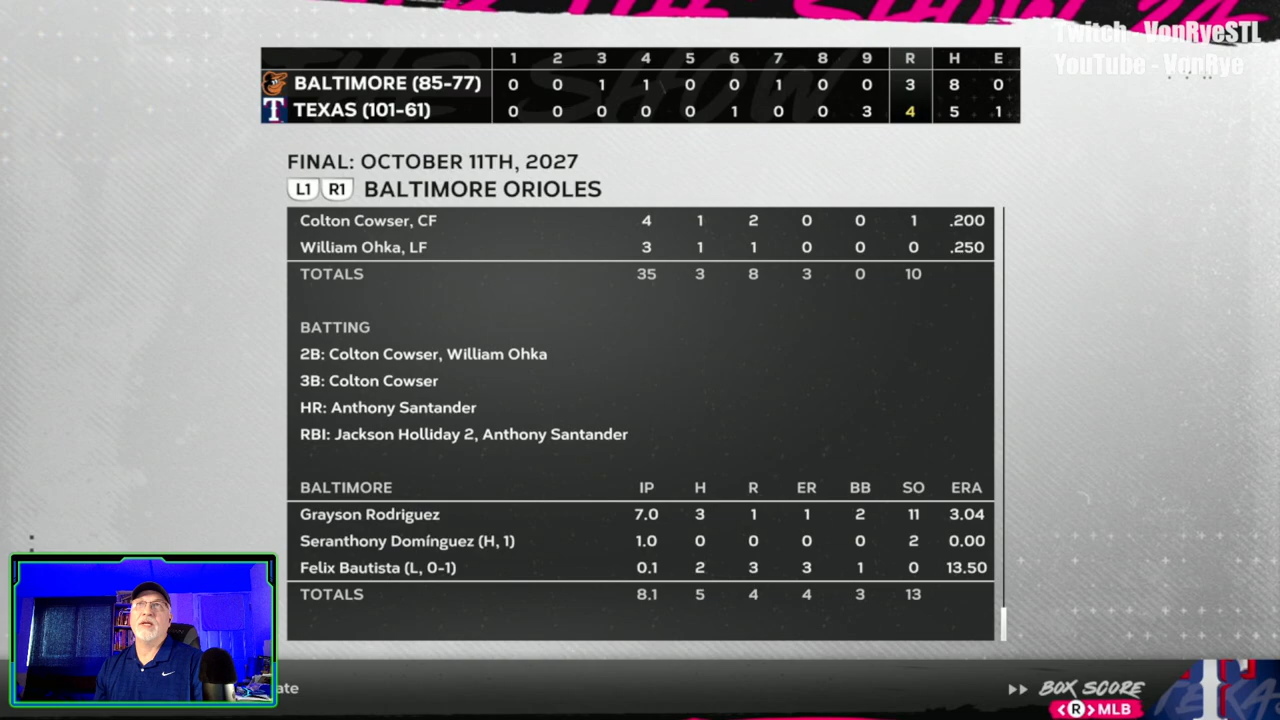 THE SHOW 24
Twitch - VonRyeSTL
YouTube - VonRye
1 2 3 4 5 6 7 8 9 R H E
BALTIMORE (85-77) 0 0 1 1 0 0 1 0 0 3 8 0
TEXAS (101-61) 0 0 0 0 0 1 0 0 3 4 5 1
FINAL: OCTOBER 11TH, 2027
L1 R1 BALTIMORE ORIOLES
Colton Cowser, CF 4 1 2 0 0 1 .200
William Ohka, LF 3 1 1 0 0 0 .250
TOTALS 35 3 8 3 0 10
BATTING
2B: Colton Cowser, William Ohka
3B: Colton Cowser
HR: Anthony Santander
RBI: Jackson Holliday 2, Anthony Santander
BALTIMORE IP H R ER BB SO ERA
Grayson Rodriguez 7.0 3 1 1 2 11 3.04
Seranthony Domínguez (H, 1) 1.0 0 0 0 0 2 0.00
Felix Bautista (L, 0-1) 0.1 2 3 3 1 0 13.50
TOTALS 8.1 5 4 4 3 13
BOX SCORE
<R> MLB